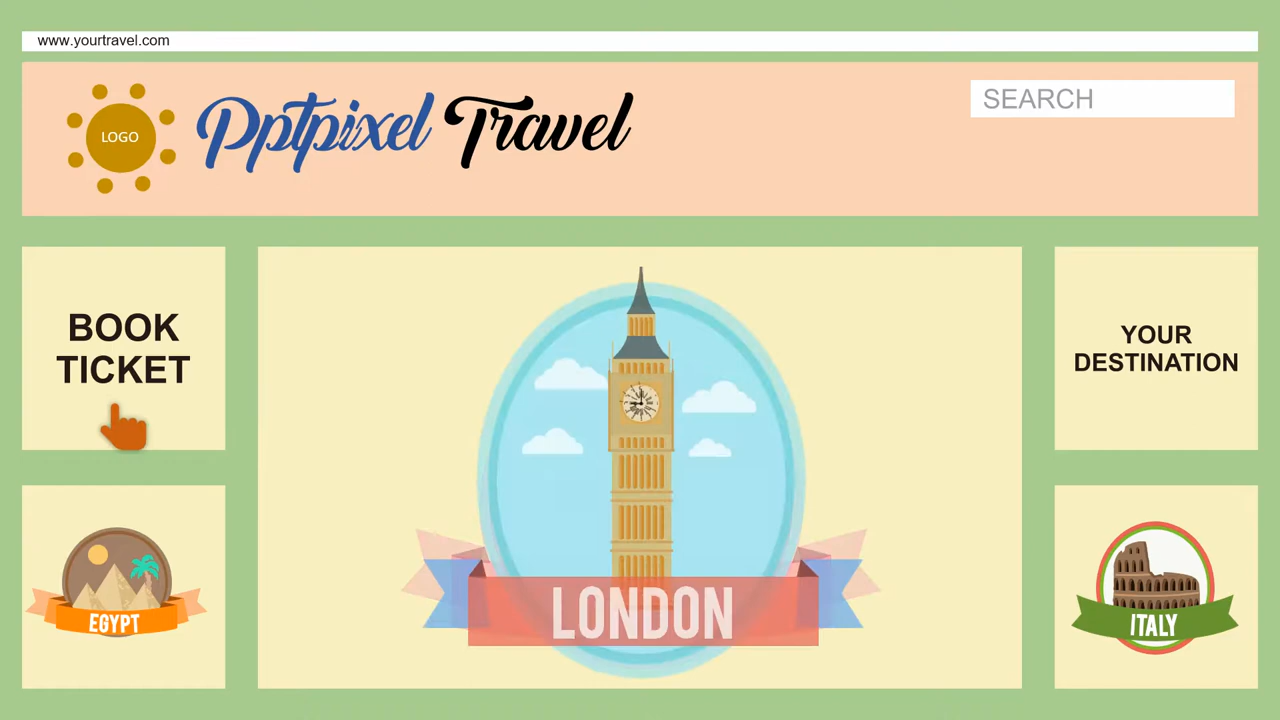 www.yourtravel.com
LOGO
Pptpixel Travel
SEARCH
BOOK
TICKET
YOUR
DESTINATION
LONDON
EGYPT
ITALY